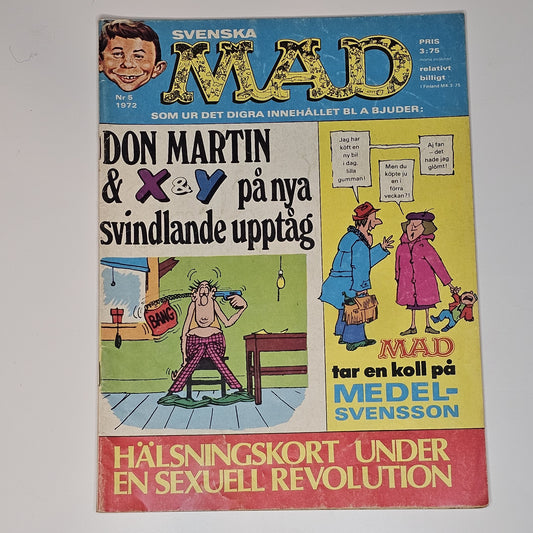 SVENSKA
MAD
Nr 5
1972
PRIS
3:75
relativt
billigt
I Finland MK 3:75
SOM UR DET DIGRA INNEHÅLLET BL A BJUDER:
DON MARTIN
& X & Y på nya
svindlande upptåg
BANG
Jag har
köft en
ny bil
i dag,
lilla
gumman!
Men du
köpte ju
en i
förra
veckan?!
Aj fan
– det
hade jag
glömt!
MAD
tar en koll på
MEDEL-
SVENSSON
HÄLSNINGSKORT UNDER
EN SEXUELL REVOLUTION